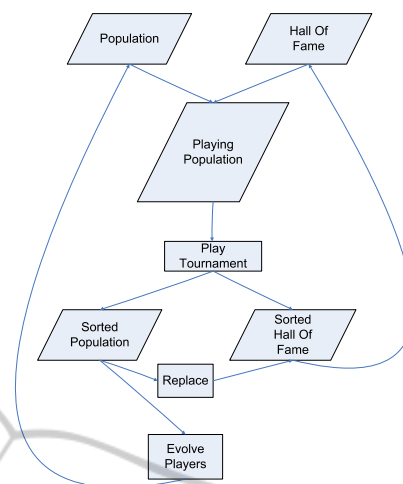 Population
Hall Of
Fame
Playing
Population
Play
Tournament
Sorted
Population
Sorted
Hall Of
Fame
Replace
Evolve
Players